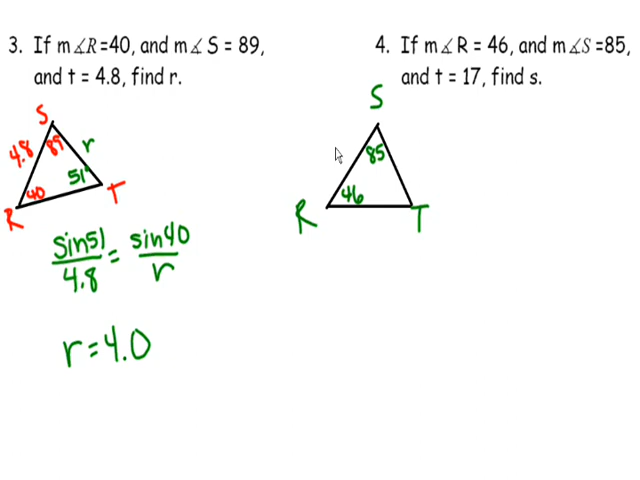 3. If m∡R=40, and m∡ S = 89,
and t = 4.8, find r.
S
4.8
89
r
51°
40
T
R
sin51/4.8 = sin40/r
r=4.0
4. If m∡ R = 46, and m∡S =85,
and t = 17, find s.
S
85
46
R
T